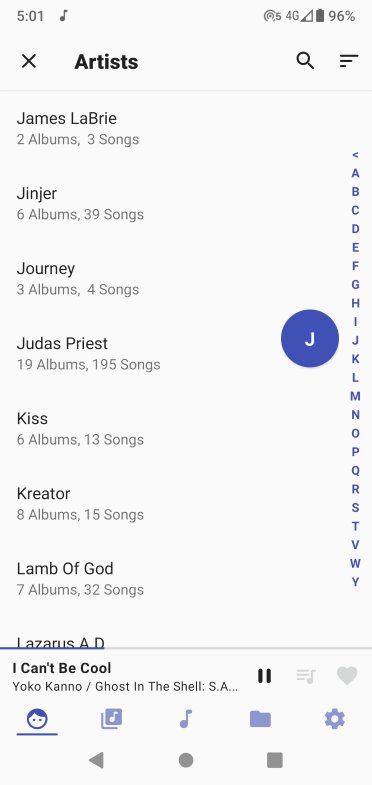 5:01 5 4G 96%
Artists
James LaBrie
2 Albums, 3 Songs
Jinjer
6 Albums, 39 Songs
Journey
3 Albums, 4 Songs
Judas Priest
19 Albums, 195 Songs
Kiss
6 Albums, 13 Songs
Kreator
8 Albums, 15 Songs
Lamb Of God
7 Albums, 32 Songs
Lazarus A.D
J
<
A
B
C
D
E
F
G
H
I
J
K
L
M
N
O
P
Q
R
S
T
V
W
Y
I Can't Be Cool
Yoko Kanno / Ghost In The Shell: S.A...